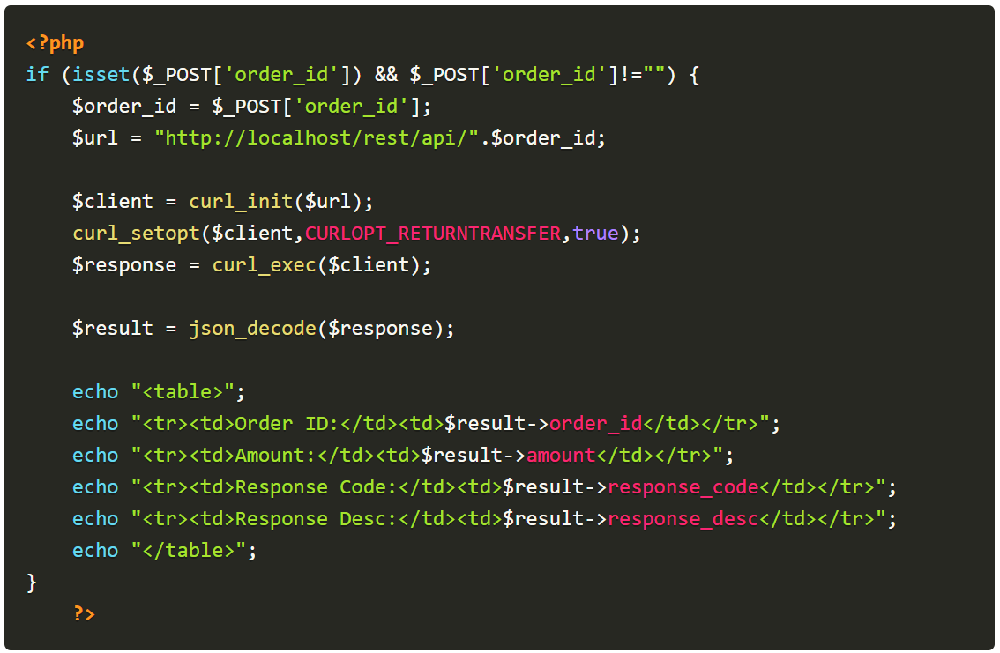 <?php
if (isset($_POST['order_id']) && $_POST['order_id']!="") {
    $order_id = $_POST['order_id'];
    $url = "http://localhost/rest/api/".$order_id;

    $client = curl_init($url);
    curl_setopt($client,CURLOPT_RETURNTRANSFER,true);
    $response = curl_exec($client);

    $result = json_decode($response);

    echo "<table>";
    echo "<tr><td>Order ID:</td><td>$result->order_id</td></tr>";
    echo "<tr><td>Amount:</td><td>$result->amount</td></tr>";
    echo "<tr><td>Response Code:</td><td>$result->response_code</td></tr>";
    echo "<tr><td>Response Desc:</td><td>$result->response_desc</td></tr>";
    echo "</table>";
}
    ?>